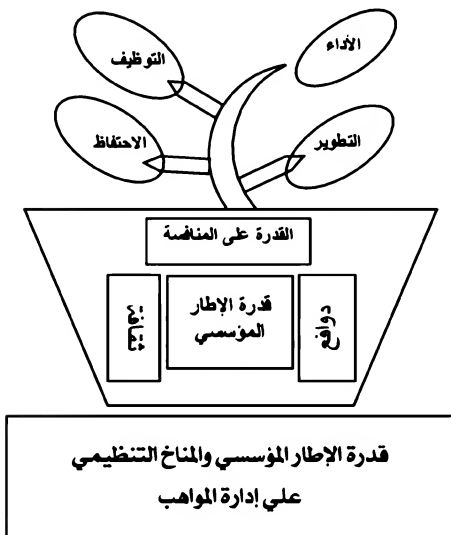 الأداء
التوظيف
التطوير
الاحتفاظ
القدرة على المنافسة
دوافع
قدرة الإطار
المؤسسي
ثقافة
قدرة الإطار المؤسسي والمناخ التنظيمي
علي إدارة المواهب